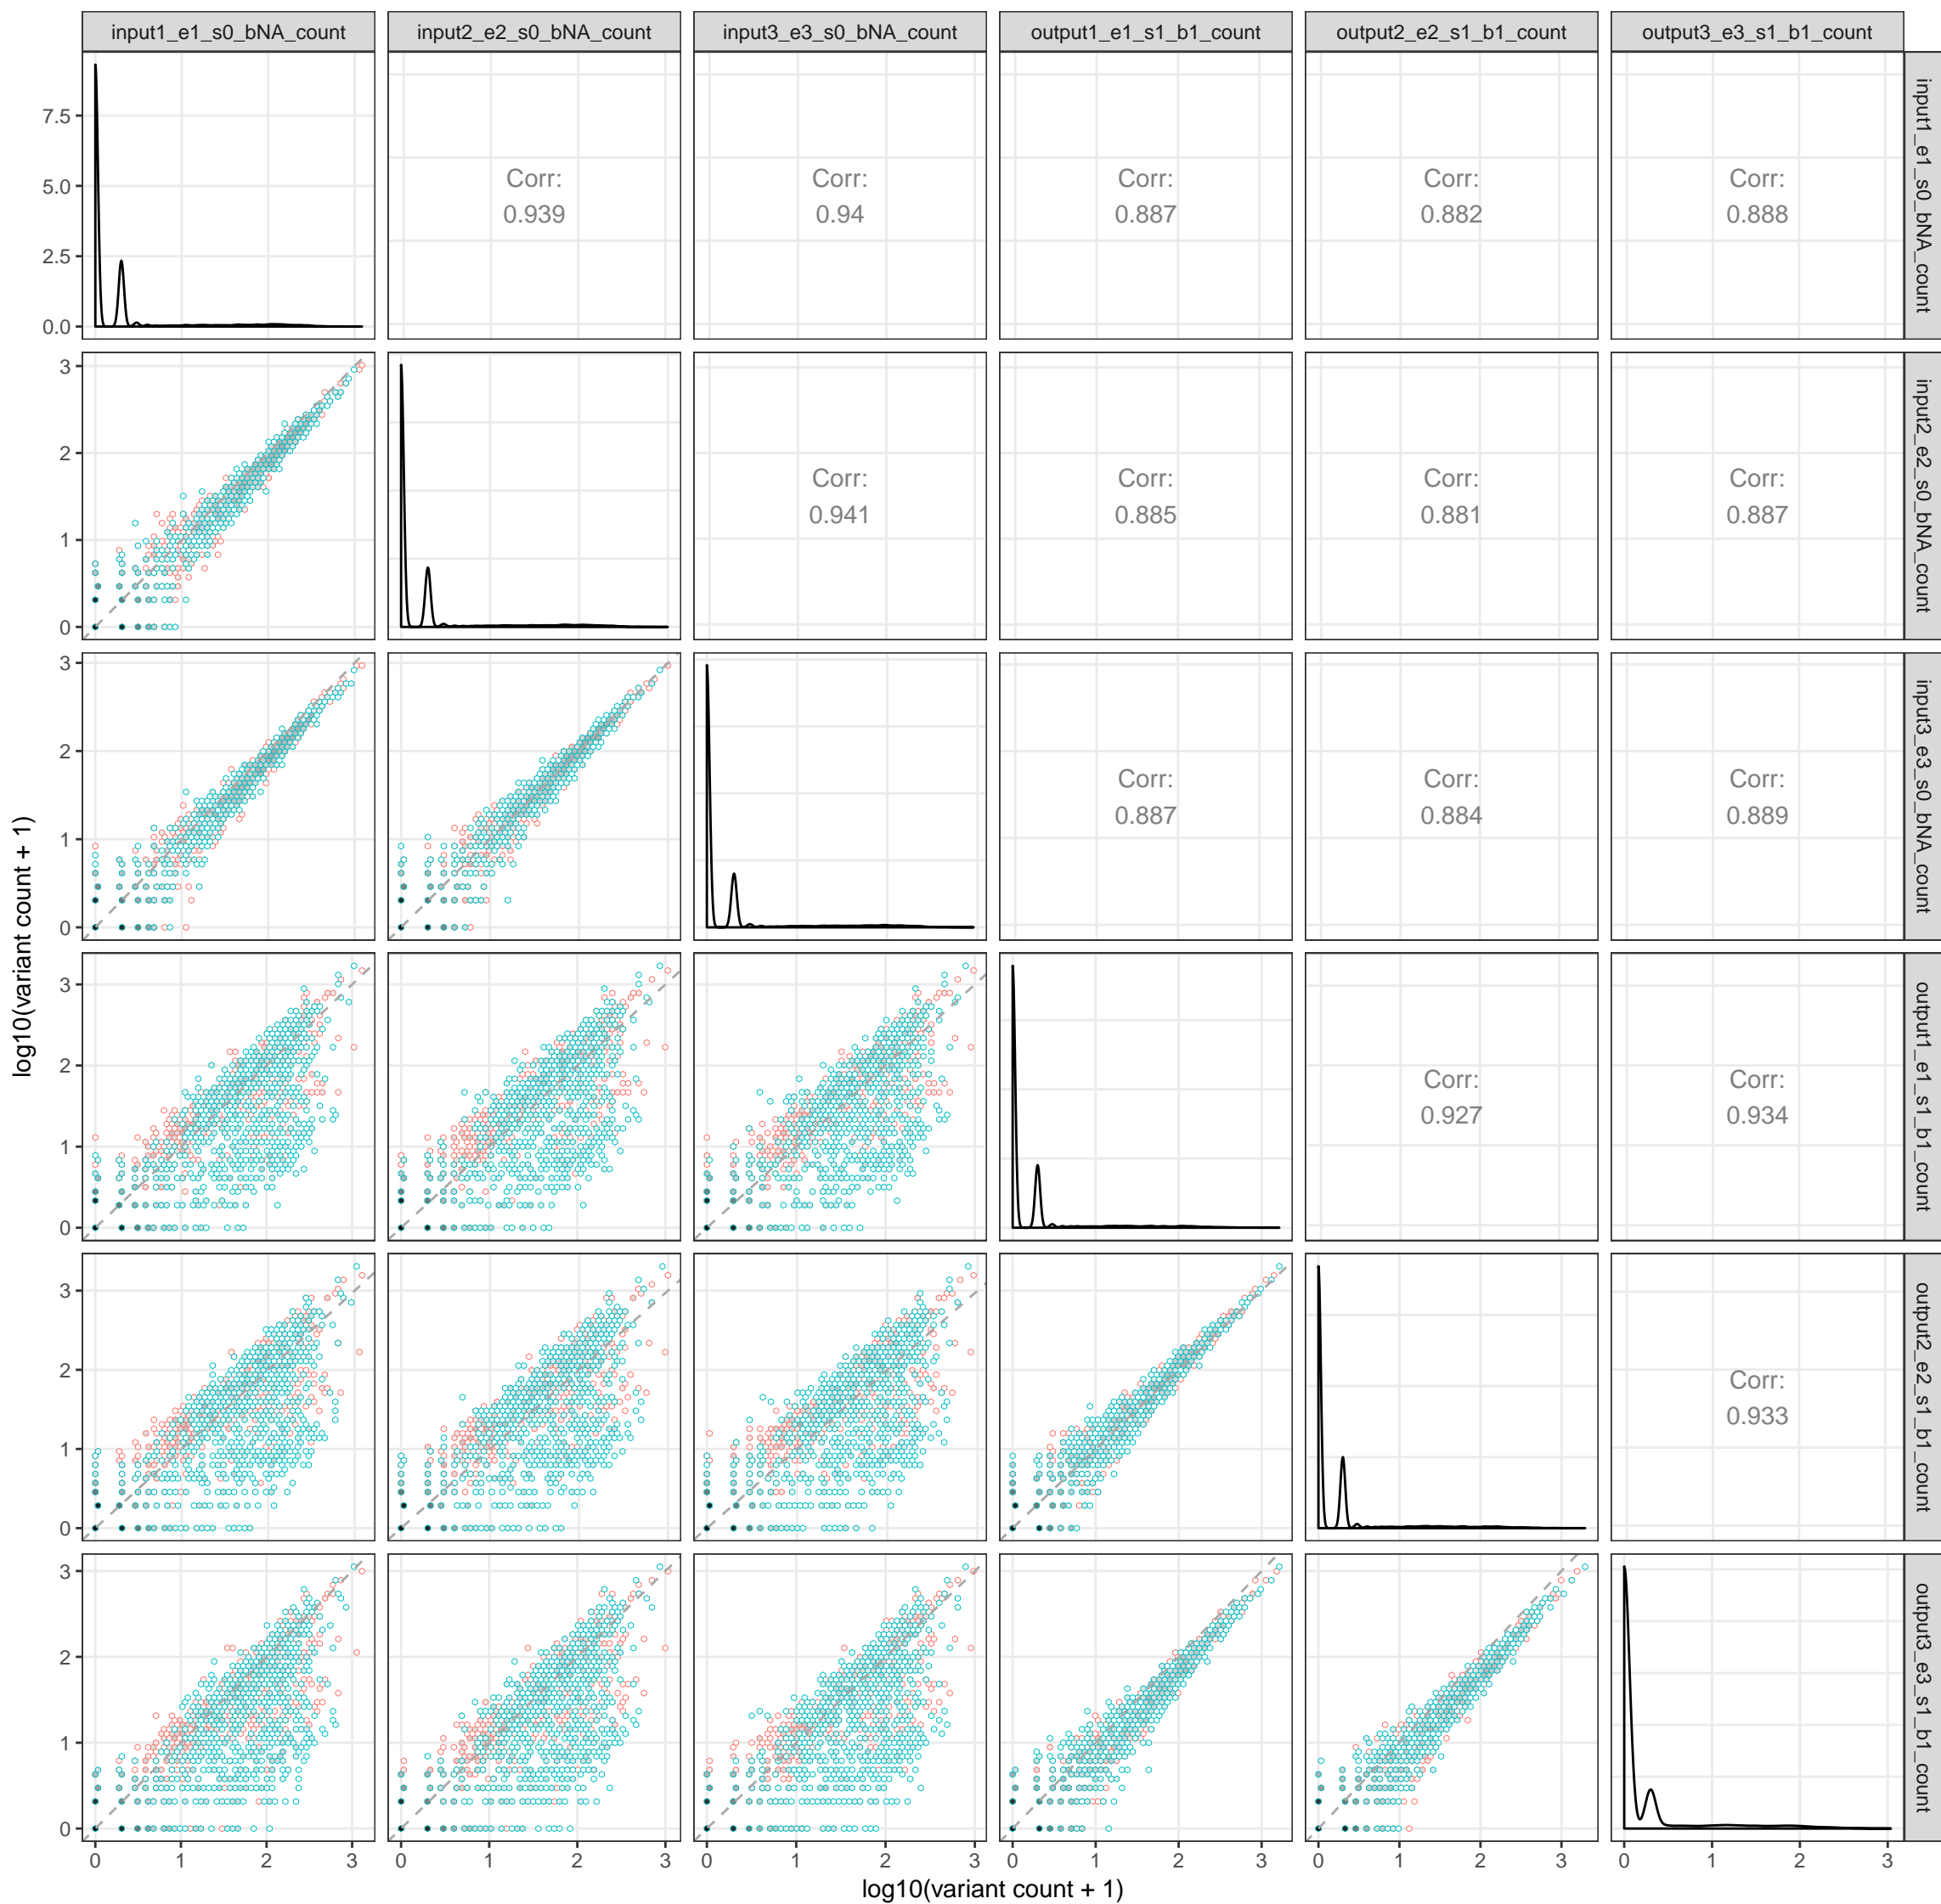 input1_e1_s0_bNA_count
input2_e2_s0_bNA_count
input3_e3_s0_bNA_count
output1_e1_s1_b1_count
output2_e2_s1_b1_count
output3_e3_s1_b1_count
7.5
5.0
2.5
0.0
Corr:
0.939
Corr:
0.94
Corr:
0.887
Corr:
0.882
Corr:
0.888
input1_e1_s0_bNA_count
3
2
1
0
Corr:
0.941
Corr:
0.885
Corr:
0.881
Corr:
0.887
input2_e2_s0_bNA_count
3
2
1
0
Corr:
0.887
Corr:
0.884
Corr:
0.889
input3_e3_s0_bNA_count
log10(variant count + 1)
3
2
1
0
Corr:
0.927
Corr:
0.934
output1_e1_s1_b1_count
3
2
1
0
Corr:
0.933
output2_e2_s1_b1_count
3
2
1
0
output3_e3_s1_b1_count
0 1 2 3
0 1 2 3
0 1 2 3
0 1 2 3
0 1 2 3
0 1 2 3
log10(variant count + 1)